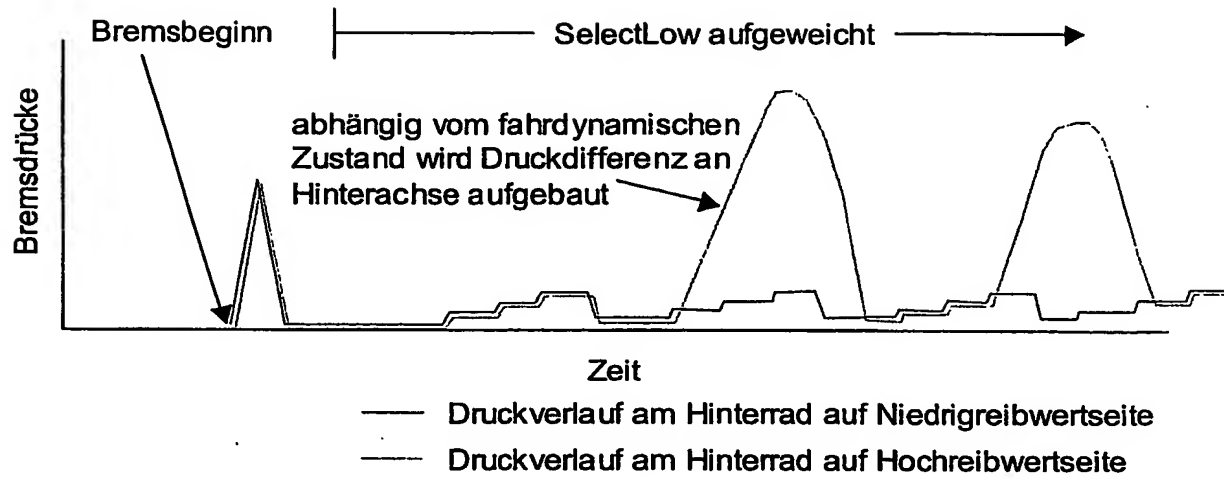 Bremsbeginn
SelectLow aufgeweicht
Bremsdrücke
abhängig vom fahrdynamischen
Zustand wird Druckdifferenz an
Hinterachse aufgebaut
Zeit
Druckverlauf am Hinterrad auf Niedrigreibwertseite
Druckverlauf am Hinterrad auf Hochreibwertseite